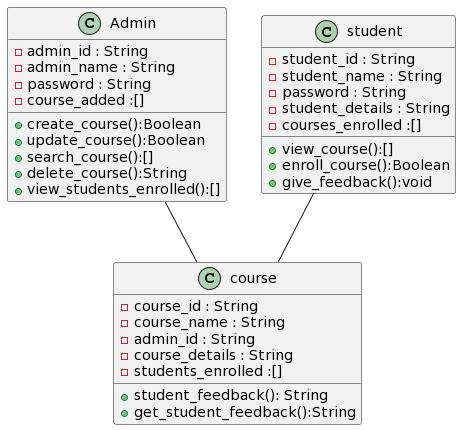 C Admin
admin_id : String
admin_name : String
password : String
course_added :[]
create_course():Boolean
update_course():Boolean
search_course():[]
delete_course():String
view_students_enrolled():[]
C student
student_id : String
student_name : String
password : String
student_details : String
courses_enrolled :[]
view_course():[]
enroll_course():Boolean
give_feedback():void
C course
course_id : String
course_name : String
admin_id : String
course_details : String
students_enrolled :[]
student_feedback(): String
get_student_feedback():String